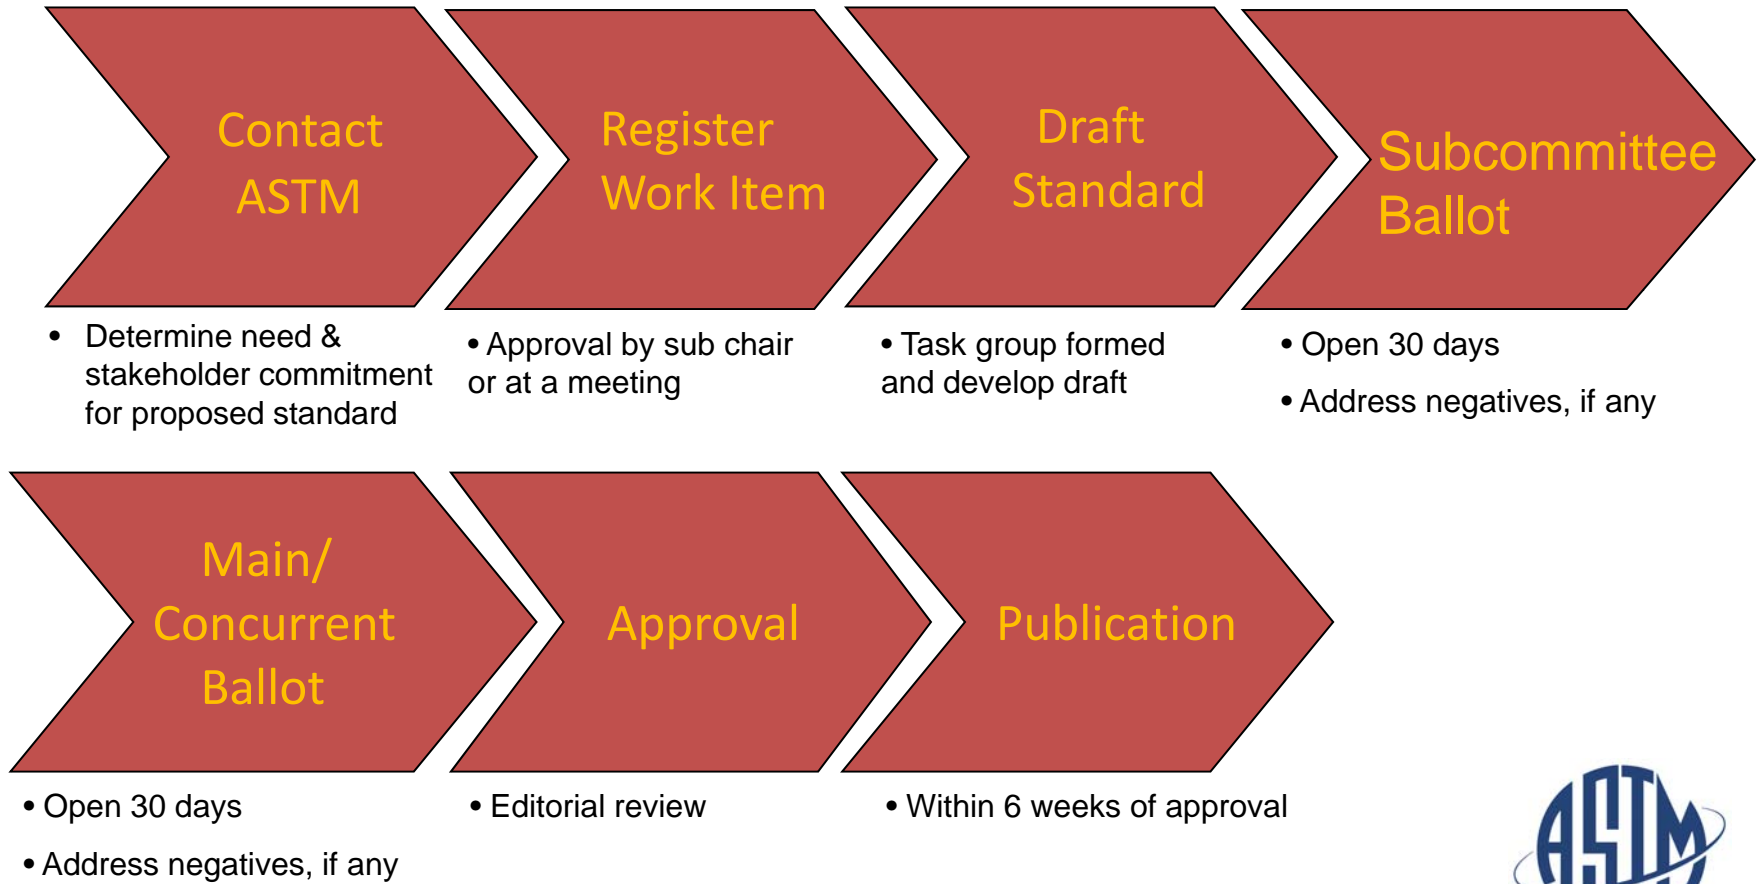 Contact
ASTM
Register
Work Item
Draft
Standard
Subcommittee
Ballot
• Determine need &
stakeholder commitment
for proposed standard
• Approval by sub chair
or at a meeting
• Task group formed
and develop draft
• Open 30 days
• Address negatives, if any
Main/
Concurrent
Ballot
Approval
Publication
• Open 30 days
• Address negatives, if any
• Editorial review
• Within 6 weeks of approval
ASTM